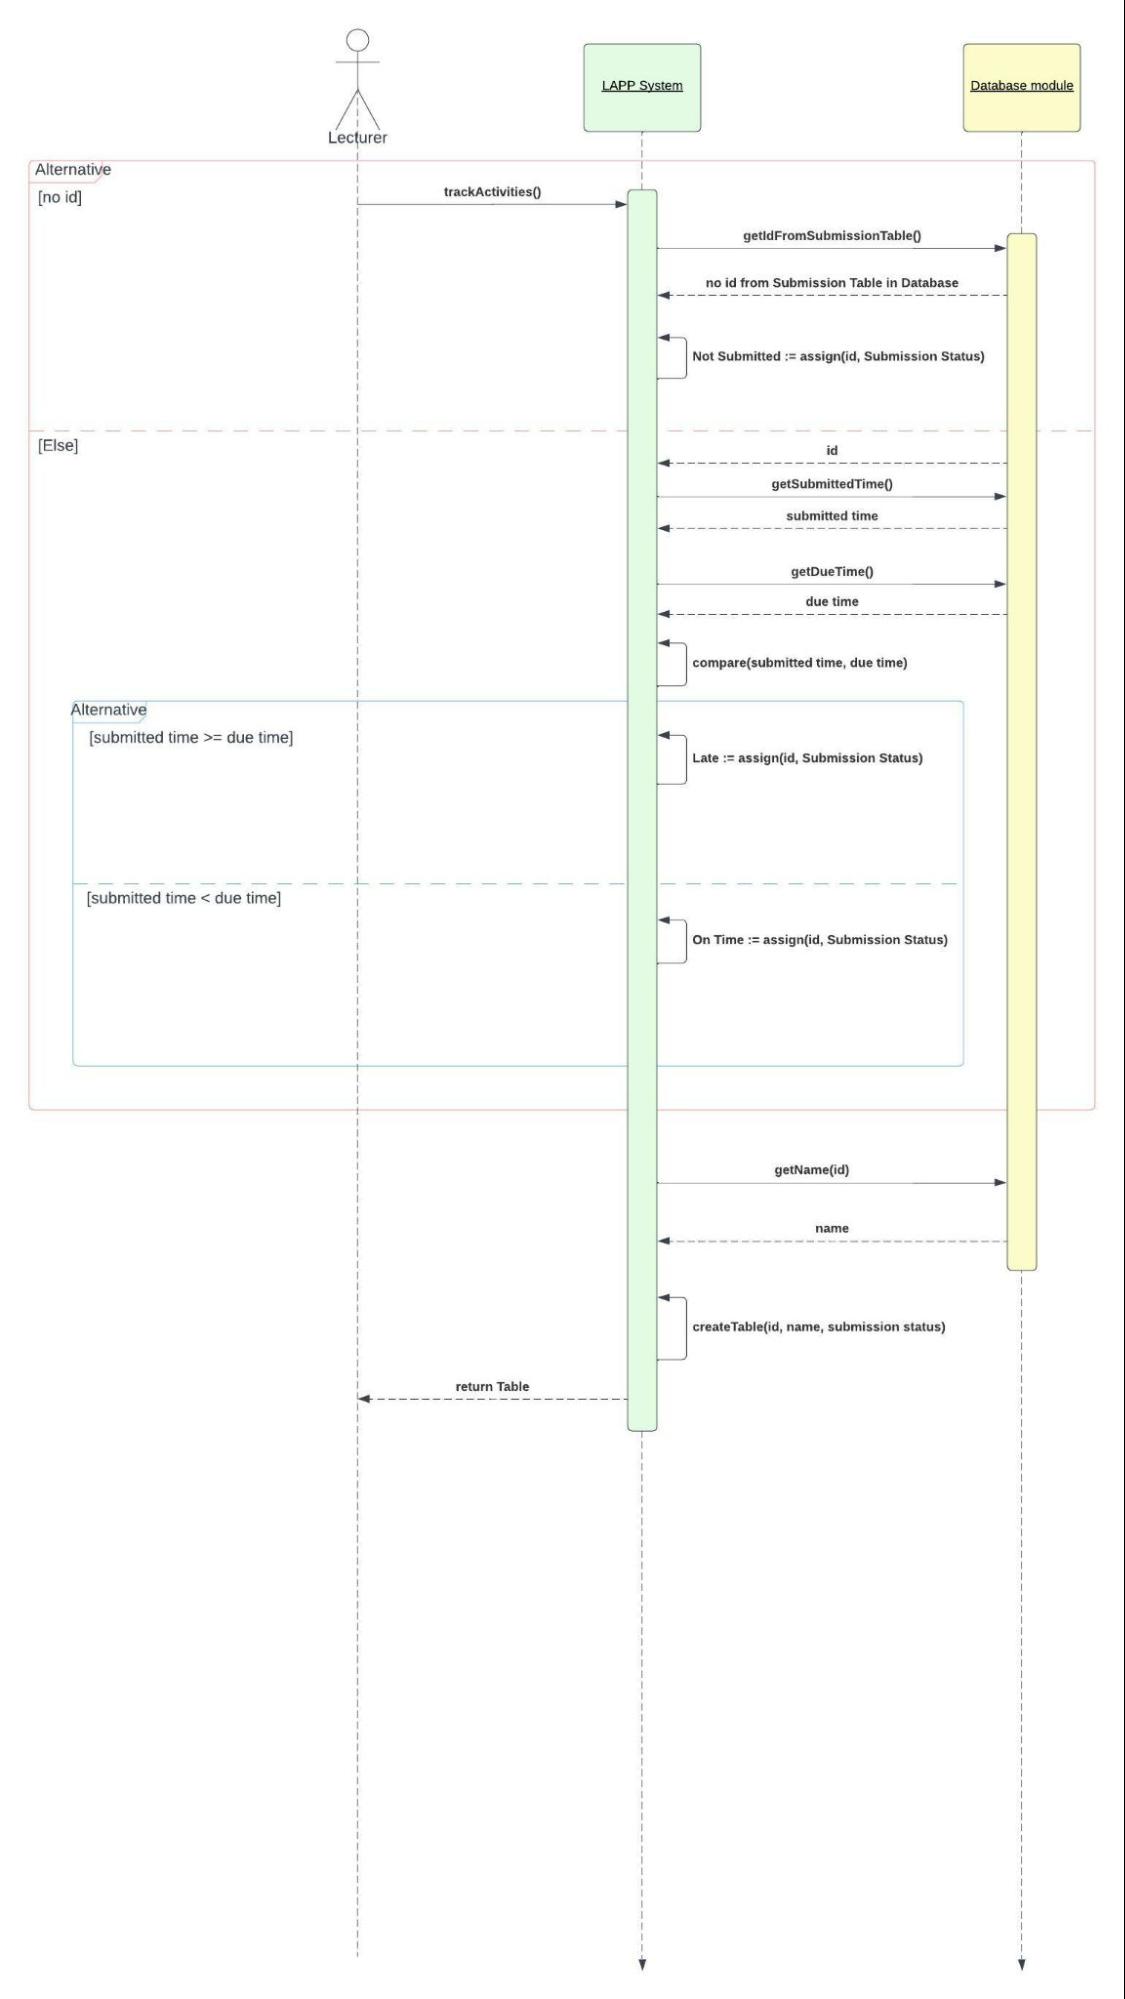 LAPP System
Database module
Lecturer
Alternative
[no id]
trackActivities()
getIdFromSubmissionTable()
no id from Submission Table in Database
Not Submitted := assign(id, Submission Status)
[Else]
id
getSubmittedTime()
submitted time
getDueTime()
due time
compare(submitted time, due time)
Alternative
[submitted time >= due time]
Late := assign(id, Submission Status)
[submitted time < due time]
On Time := assign(id, Submission Status)
getName(id)
name
createTable(id, name, submission status)
return Table